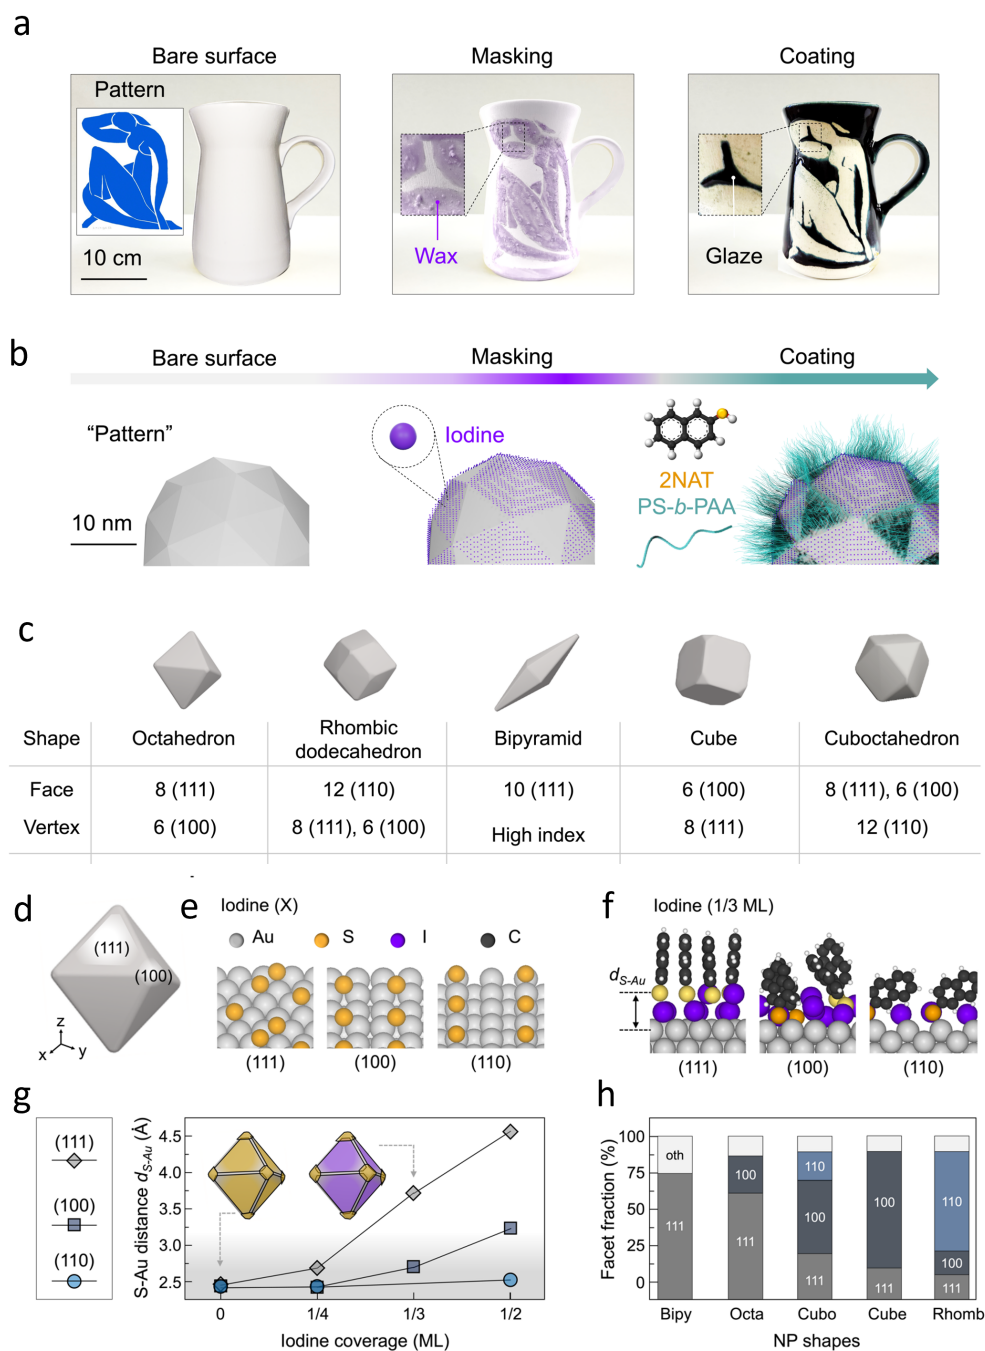 a
Bare surface
Masking
Coating
Pattern
10 cm
Wax
Glaze
b
Bare surface
Masking
Coating
“Pattern”
Iodine
2NAT
PS-b-PAA
10 nm
c
Shape
Octahedron
Rhombic
dodecahedron
Bipyramid
Cube
Cuboctahedron
Face
8 (111)
12 (110)
10 (111)
6 (100)
8 (111), 6 (100)
Vertex
6 (100)
8 (111), 6 (100)
High index
8 (111)
12 (110)
d
(111)
(100)
z
x
y
e
Iodine (X)
Au
S
I
C
(111)
(100)
(110)
f
Iodine (1/3 ML)
dS-Au
(111)
(100)
(110)
g
(111)
(100)
(110)
S-Au distance dS-Au (Å)
4.5
4.0
3.5
3.0
2.5
0
1/4
1/3
1/2
Iodine coverage (ML)
h
Facet fraction (%)
100
75
50
25
0
oth
111
100
111
110
100
111
100
111
110
100
111
Bipy
Octa
Cubo
Cube
Rhomb
NP shapes